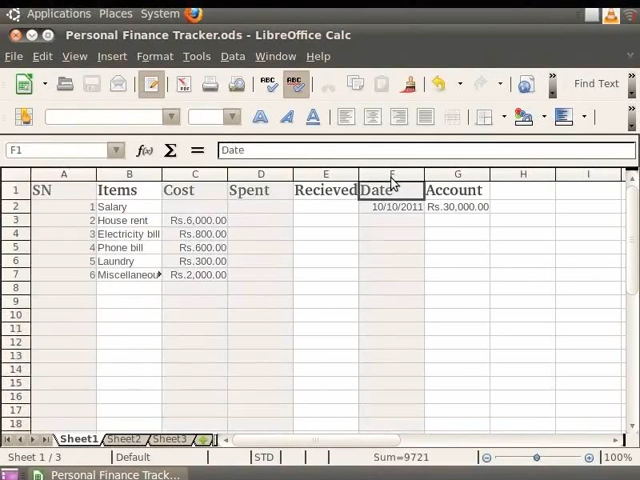 Applications Places System
Personal Finance Tracker.ods - LibreOffice Calc
File Edit View Insert Format Tools Data Window Help
ABC ABC Find Text
A A
F1 f(x) Σ = Date
A B C D E F G H I
1 SN Items Cost Spent Recieved Date Account
2 1 Salary 10/10/2011 Rs.30,000.00
3 2 House rent Rs.6,000.00
4 3 Electricity bill Rs.800.00
5 4 Phone bill Rs.600.00
6 5 Laundry Rs.300.00
7 6 Miscellaneou Rs.2,000.00
8
9
10
11
12
13
14
15
16
17
18
Sheet1 Sheet2 Sheet3
Sheet 1 / 3 Default STD Sum=9721 100%
Personal Finance Track...